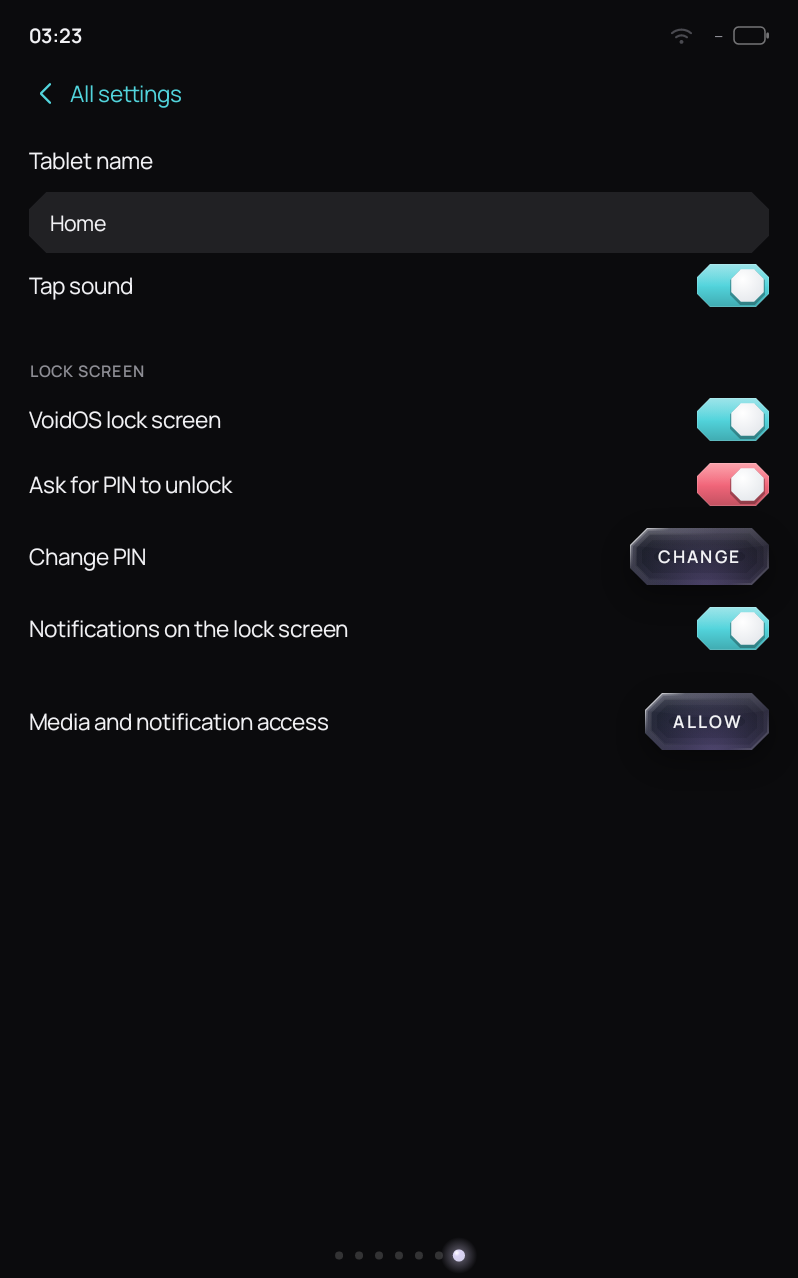 03:23
–
All settings
Tablet name
Home
Tap sound
LOCK SCREEN
VoidOS lock screen
Ask for PIN to unlock
Change PIN
CHANGE
Notifications on the lock screen
Media and notification access
ALLOW